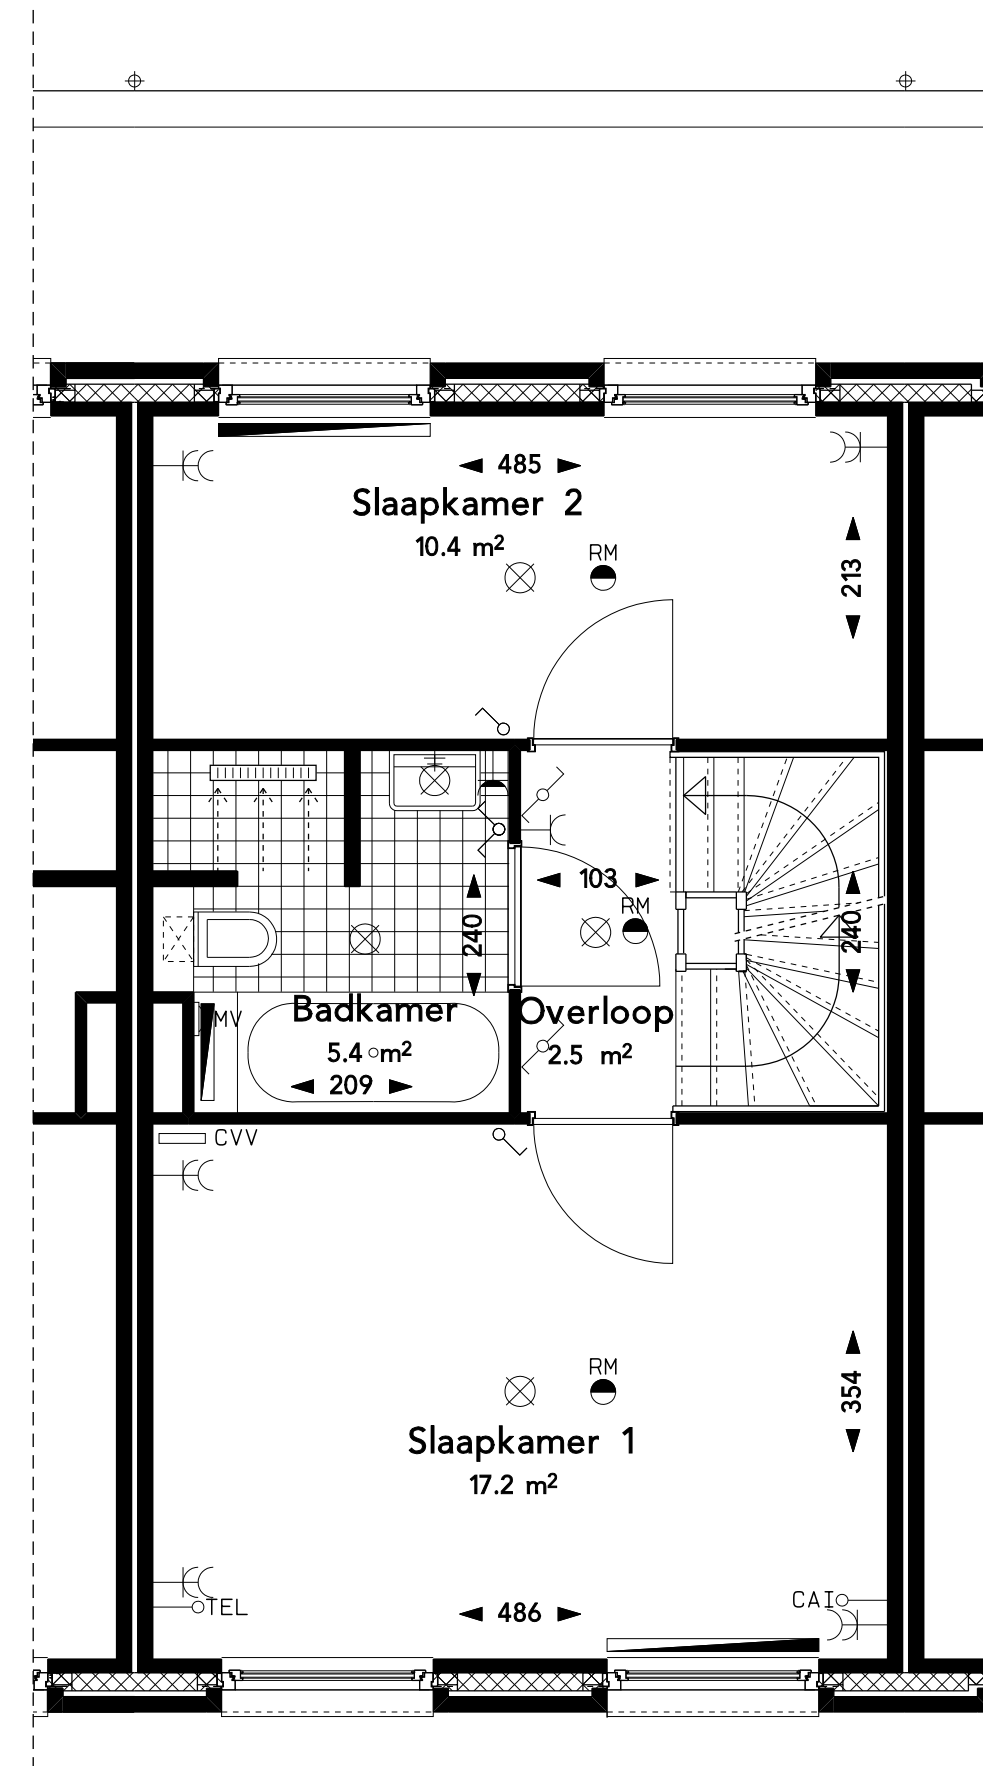 485
Slaapkamer 2
10.4 m²
RM
213
103
RM
240
240
Badkamer
Overloop
MV
5.4 m²
2.5 m²
209
CVV
RM
354
Slaapkamer 1
17.2 m²
TEL
486
CAI